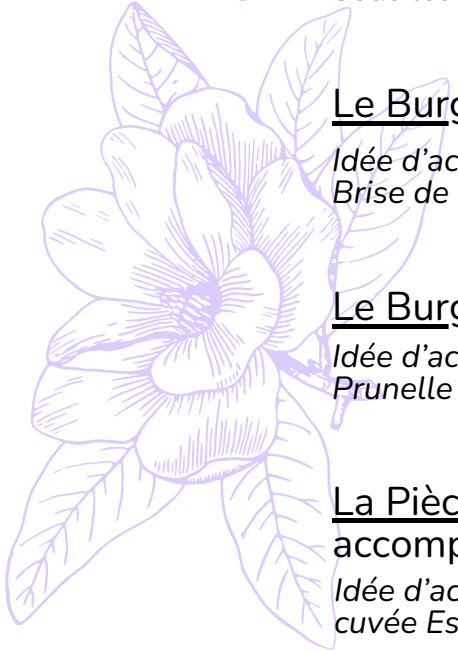 Le Burg
Idée d’ac
Brise de
Le Burg
Idée d’ac
Prunelle
La Pièc
accomp
Idée d’ac
cuvée Es